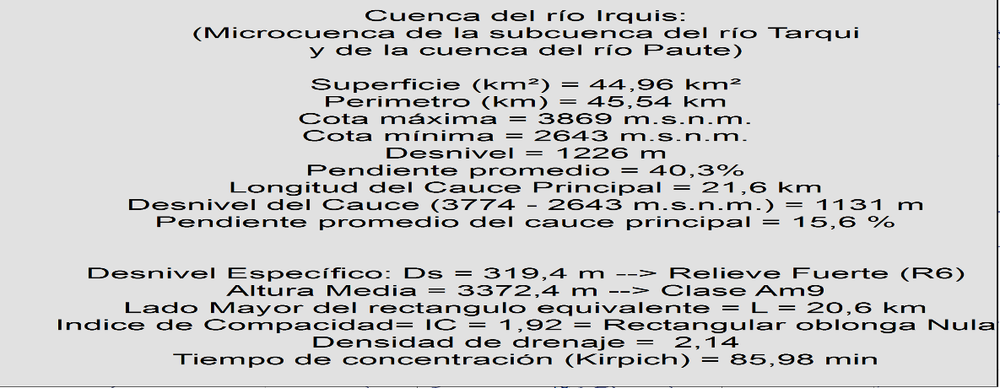 Cuenca del río Irquis:
(Microcuenca de la subcuenca del río Tarqui
y de la cuenca del río Paute)
Superficie (km²) = 44,96 km²
Perimetro (km) = 45,54 km
Cota máxima = 3869 m.s.n.m.
Cota mínima = 2643 m.s.n.m.
Desnivel = 1226 m
Pendiente promedio = 40,3%
Longitud del Cauce Principal = 21,6 km
Desnivel del Cauce (3774 - 2643 m.s.n.m.) = 1131 m
Pendiente promedio del cauce principal = 15,6 %
Desnivel Específico: Ds = 319,4 m --> Relieve Fuerte (R6)
Altura Media = 3372,4 m --> Clase Am9
Lado Mayor del rectangulo equivalente = L = 20,6 km
Indice de Compacidad= IC = 1,92 = Rectangular oblonga Nula
Densidad de drenaje =  2,14
Tiempo de concentración (Kirpich) = 85,98 min